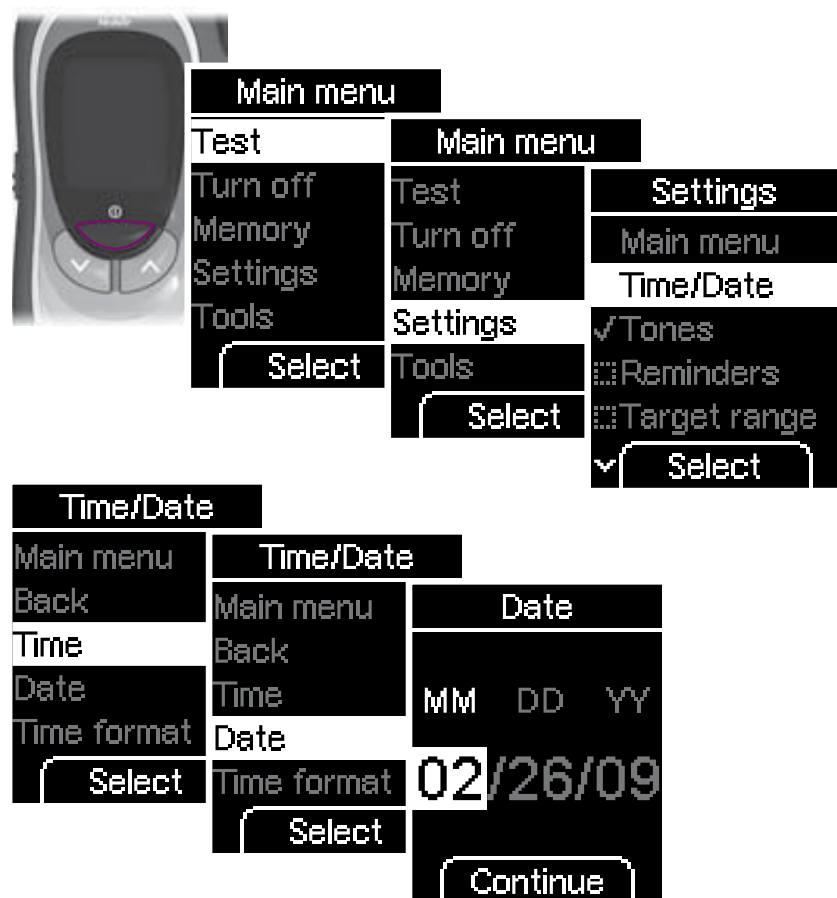 Main menu
Test
Turn off
Memory
Settings
Tools
Select
Main menu
Test
Turn off
Memory
Settings
Tools
Select
Settings
Main menu
Time/Date
✓Tones
Reminders
Target range
Select
Time/Date
Main menu
Back
Time
Date
Time format
Select
Time/Date
Main menu
Back
Time
Date
Time format
Select
Date
MM DD YY
02/26/09
Continue